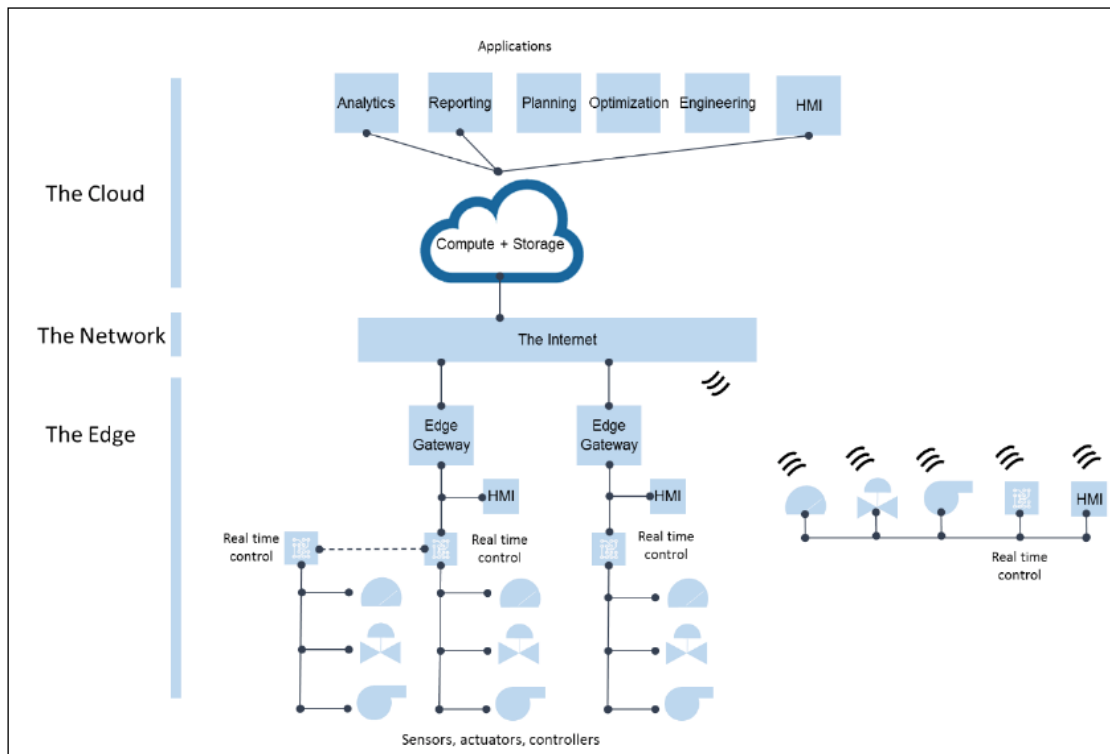 Applications
Analytics
Reporting
Planning
Optimization
Engineering
HMI
The Cloud
Compute + Storage
The Network
The Internet
The Edge
Edge
Gateway
Edge
Gateway
HMI
HMI
HMI
Real time
control
Real time
control
Real time
control
Real time
control
Sensors, actuators, controllers